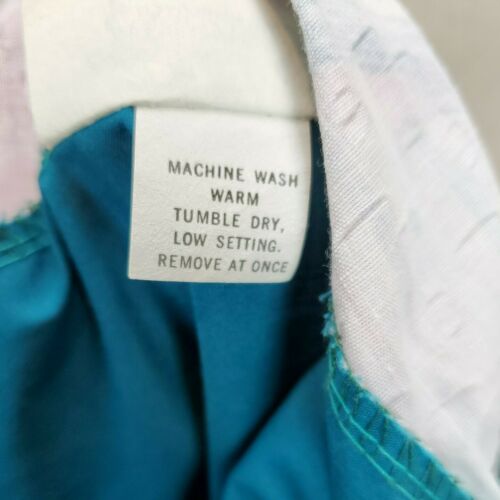 MACHINE WASH
WARM
TUMBLE DRY,
LOW SETTING.
REMOVE AT ONCE